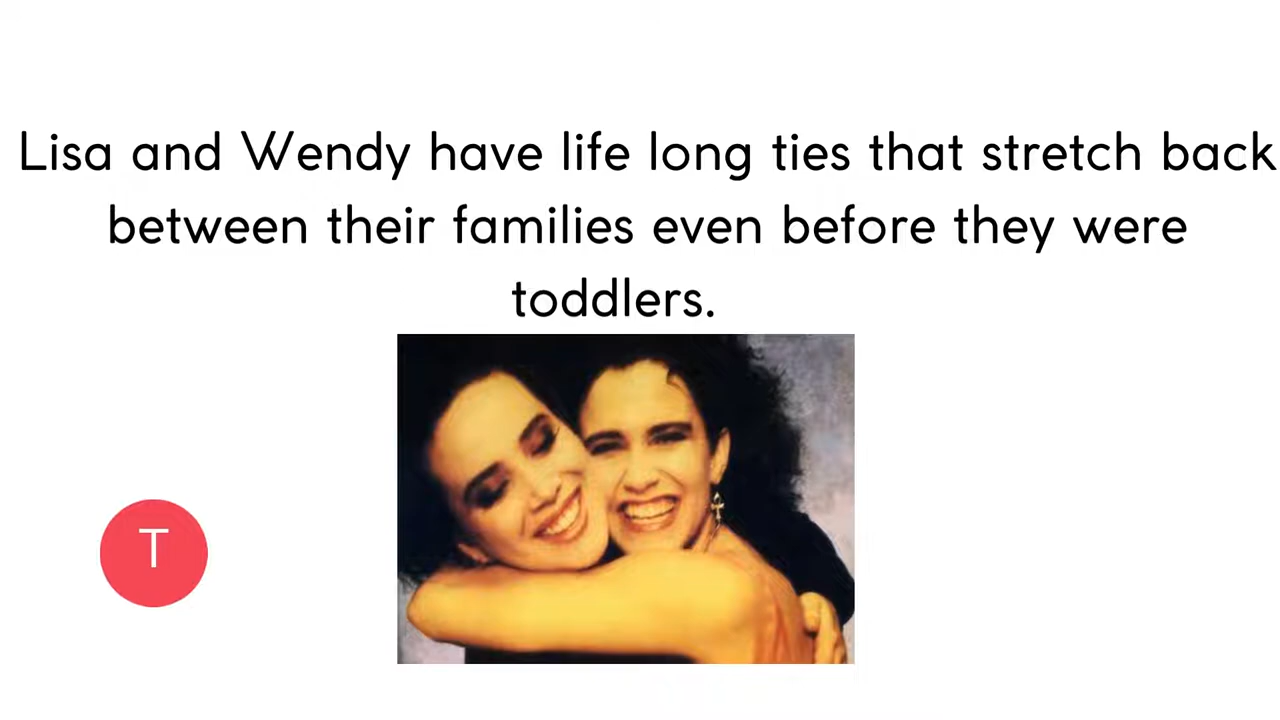 Lisa and Wendy have life long ties that stretch back
between their families even before they were
toddlers.
T